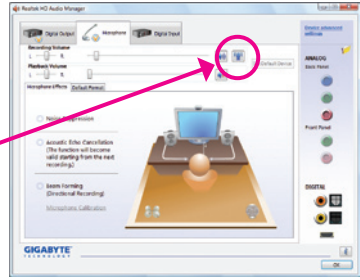 Realtek HD Audio Manager
Digital Output
Microphone
Digital Input
Device advanced
settings
Recording Volume
L
R
Default Device
Playback Volume
L
R
Microphone Effects
Default Format
ANALOG
Back Panel
Noise Suppression
Acoustic Echo Cancellation
(The function will become
valid starting from the next
recording.)
Front Panel
Beam Forming
(Directional Recording)
Microphone Calibration
DIGITAL
GIGABYTE
TECHNOLOGY
OK